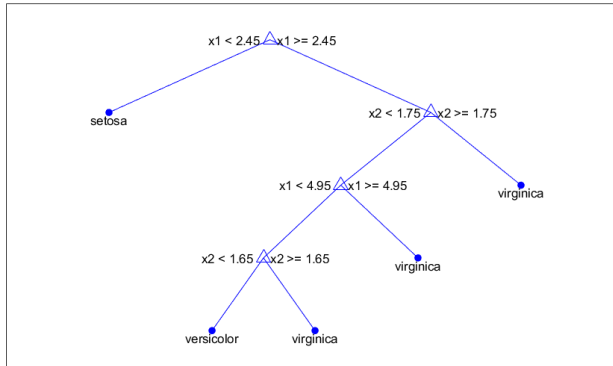 x1 < 2.45 x1 >= 2.45
setosa
x2 < 1.75 x2 >= 1.75
x1 < 4.95 x1 >= 4.95
virginica
x2 < 1.65 x2 >= 1.65
virginica
versicolor
virginica